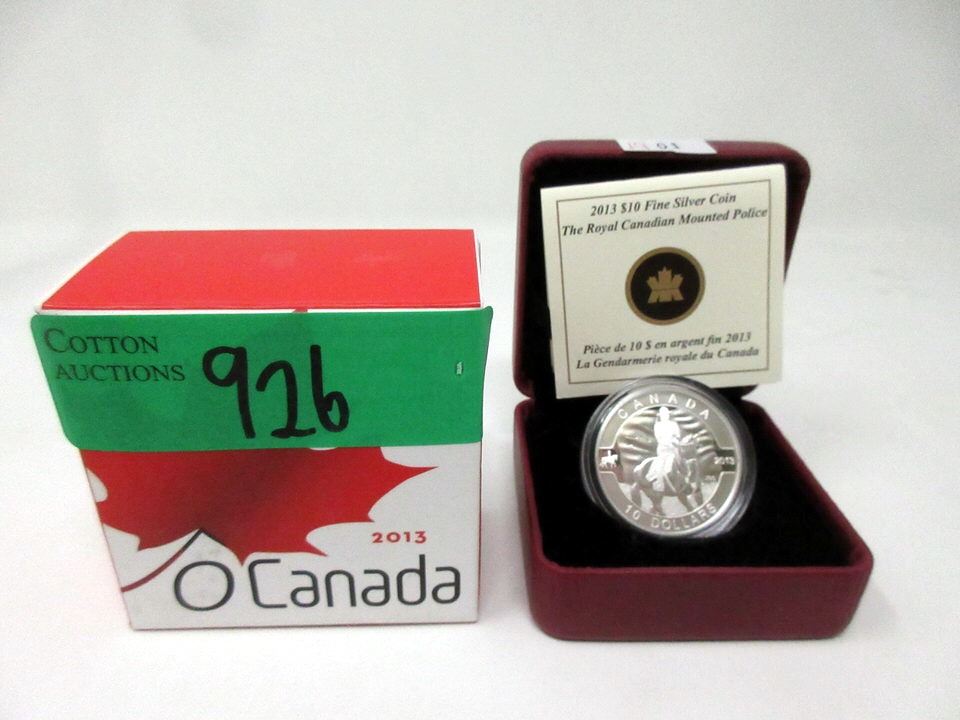 COTTON
AUCTIONS
926
2013
O Canada
2013 $10 Fine Silver Coin
The Royal Canadian Mounted Police
Pièce de 10 $ en argent fin 2013
La Gendarmerie royale du Canada
CANADA
2013
10 DOLLARS